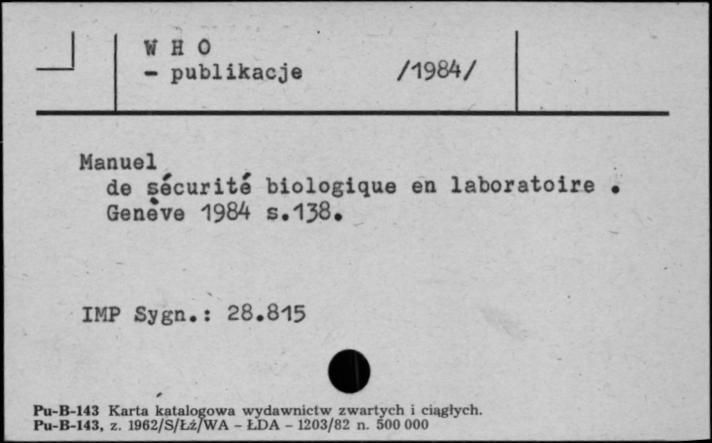 W H O
- publikacje /1984/
Manuel
de sécurité biologique en laboratoire .
Genève 1984 s.138.
IMP Sygn.: 28.815
Pu-B-143 Karta katalogowa wydawnictw zwartych i ciągłych.
Pu-B-143, z. 1962/S/Łż/WA - ŁDA - 1203/82 n. 500 000